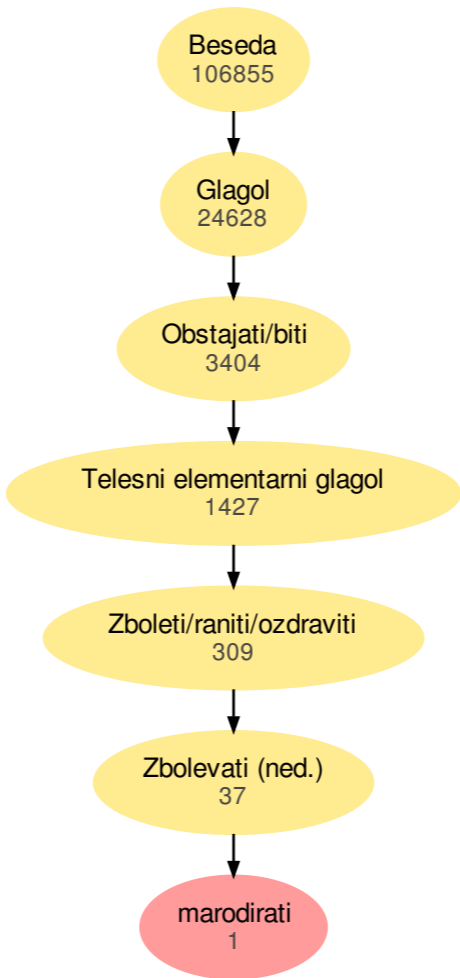 Beseda
106855
Glagol
24628
Obstajati/biti
3404
Telesni elementarni glagol
1427
Zboleti/raniti/ozdraviti
309
Zbolevati (ned.)
37
marodirati
1